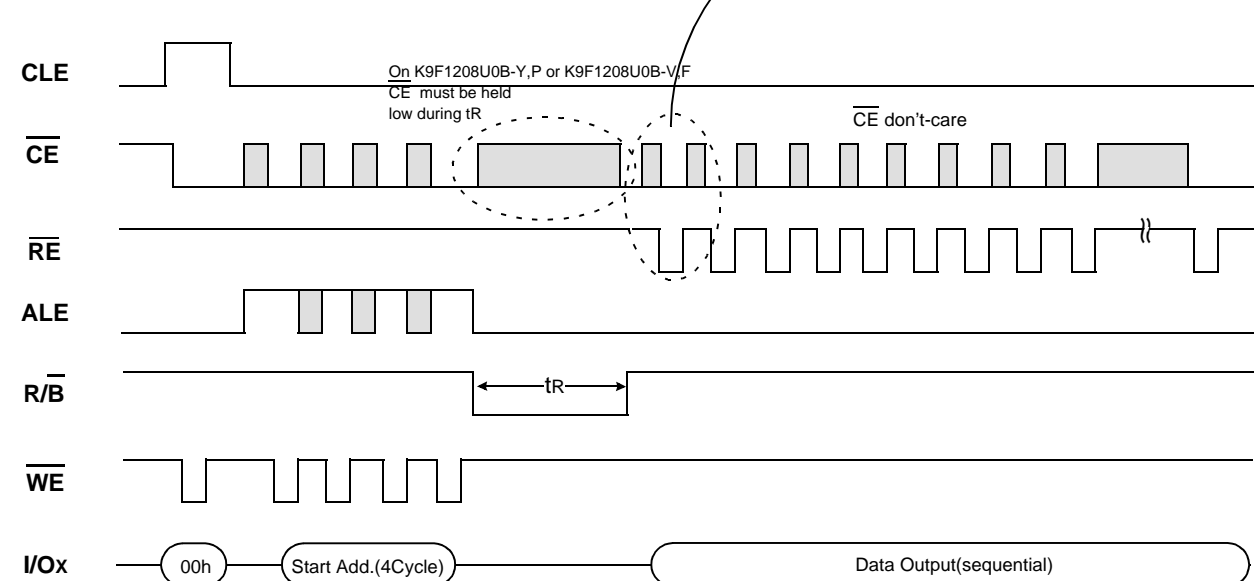 CLE
On K9F1208U0B-Y,P or K9F1208U0B-V,F
CE must be held
low during tR
CE don't-care
CE
RE
ALE
R/B
tR
WE
I/Ox
00h
Start Add.(4Cycle)
Data Output(sequential)